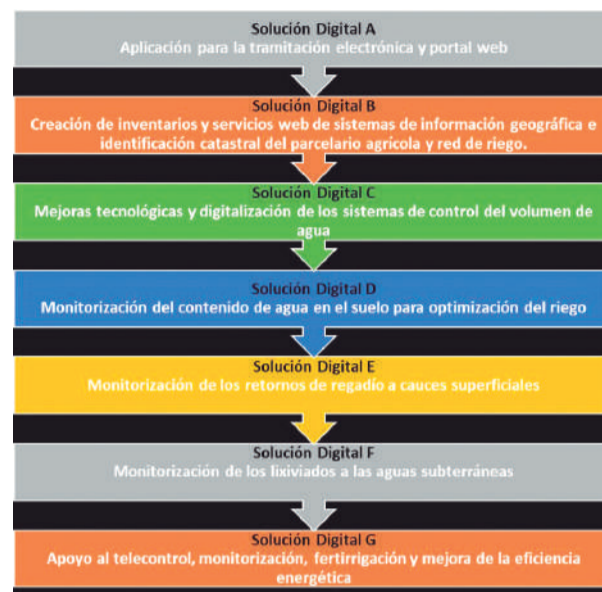 Solución Digital A
Aplicación para la tramitación electrónica y portal web
Solución Digital B
Creación de inventarios y servicios web de sistemas de información geográfica e
identificación catastral del parcelario agrícola y red de riego.
Solución Digital C
Mejoras tecnológicas y digitalización de los sistemas de control del volumen de
agua
Solución Digital D
Monitorización del contenido de agua en el suelo para optimización del riego
Solución Digital E
Monitorización de los retornos de regadío a cauces superficiales
Solución Digital F
Monitorización de los lixiviados a las aguas subterráneas
Solución Digital G
Apoyo al telecontrol, monitorización, fertirrigación y mejora de la eficiencia
energética